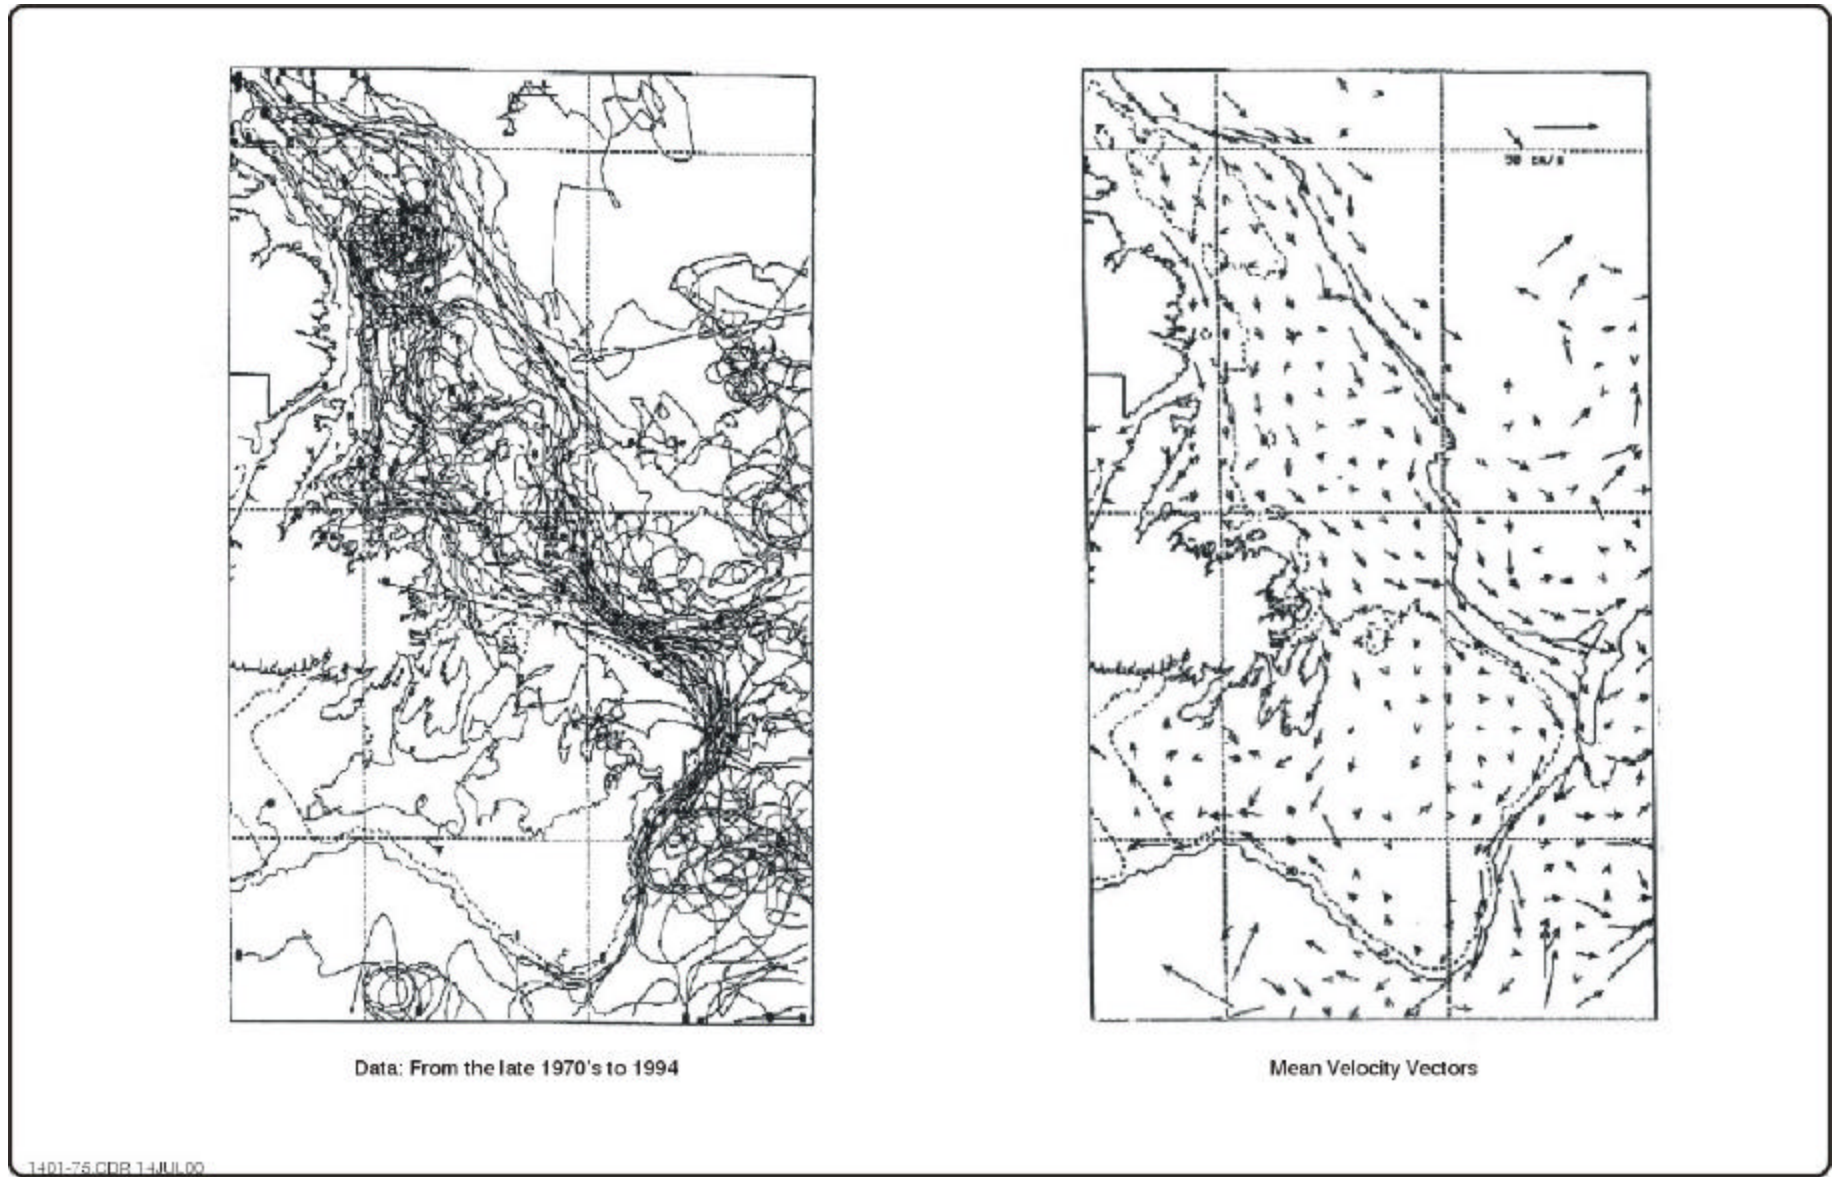 Data: From the late 1970's to 1994
Mean Velocity Vectors
1401-75.CDR 14JUL00